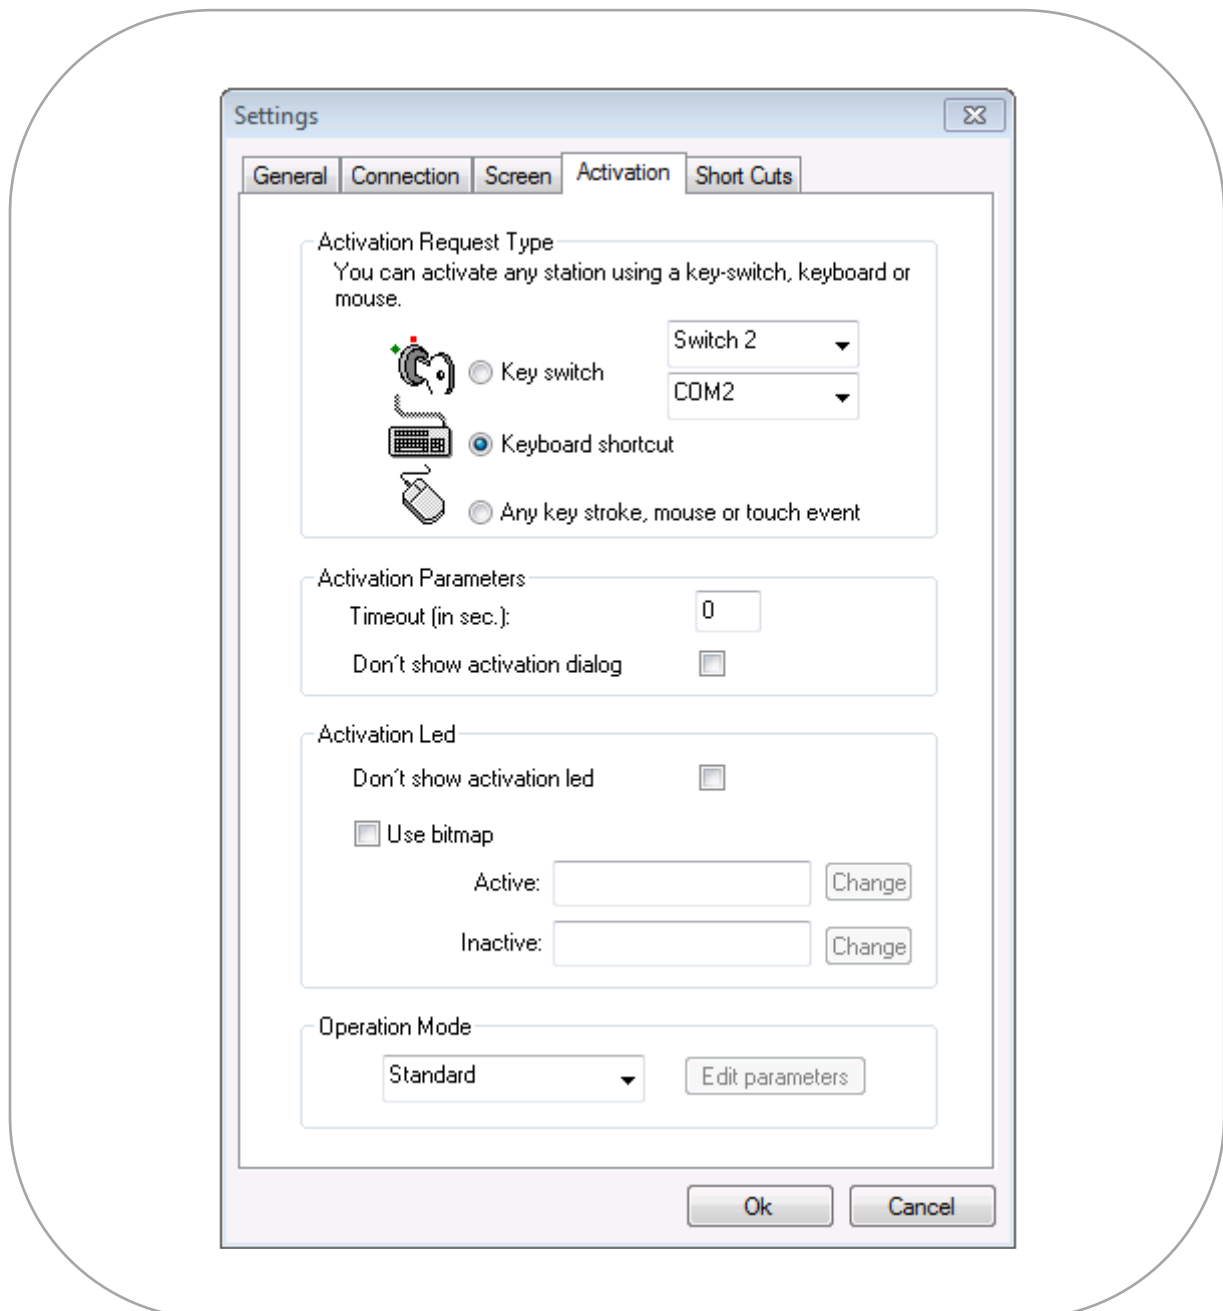 Settings
General Connection Screen Activation Short Cuts
Activation Request Type
You can activate any station using a key-switch, keyboard or
mouse.
Switch 2
Key switch
COM2
Keyboard shortcut
Any key stroke, mouse or touch event
Activation Parameters
Timeout (in sec.): 0
Don´t show activation dialog
Activation Led
Don´t show activation led
Use bitmap
Active: Change
Inactive: Change
Operation Mode
Standard Edit parameters
Ok Cancel